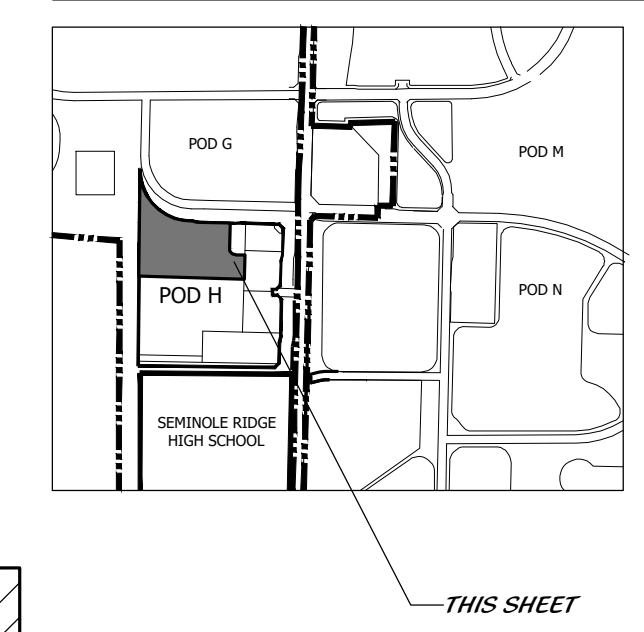 POD G
POD M
POD H
POD N
SEMINOLE RIDGE
HIGH SCHOOL
THIS SHEET